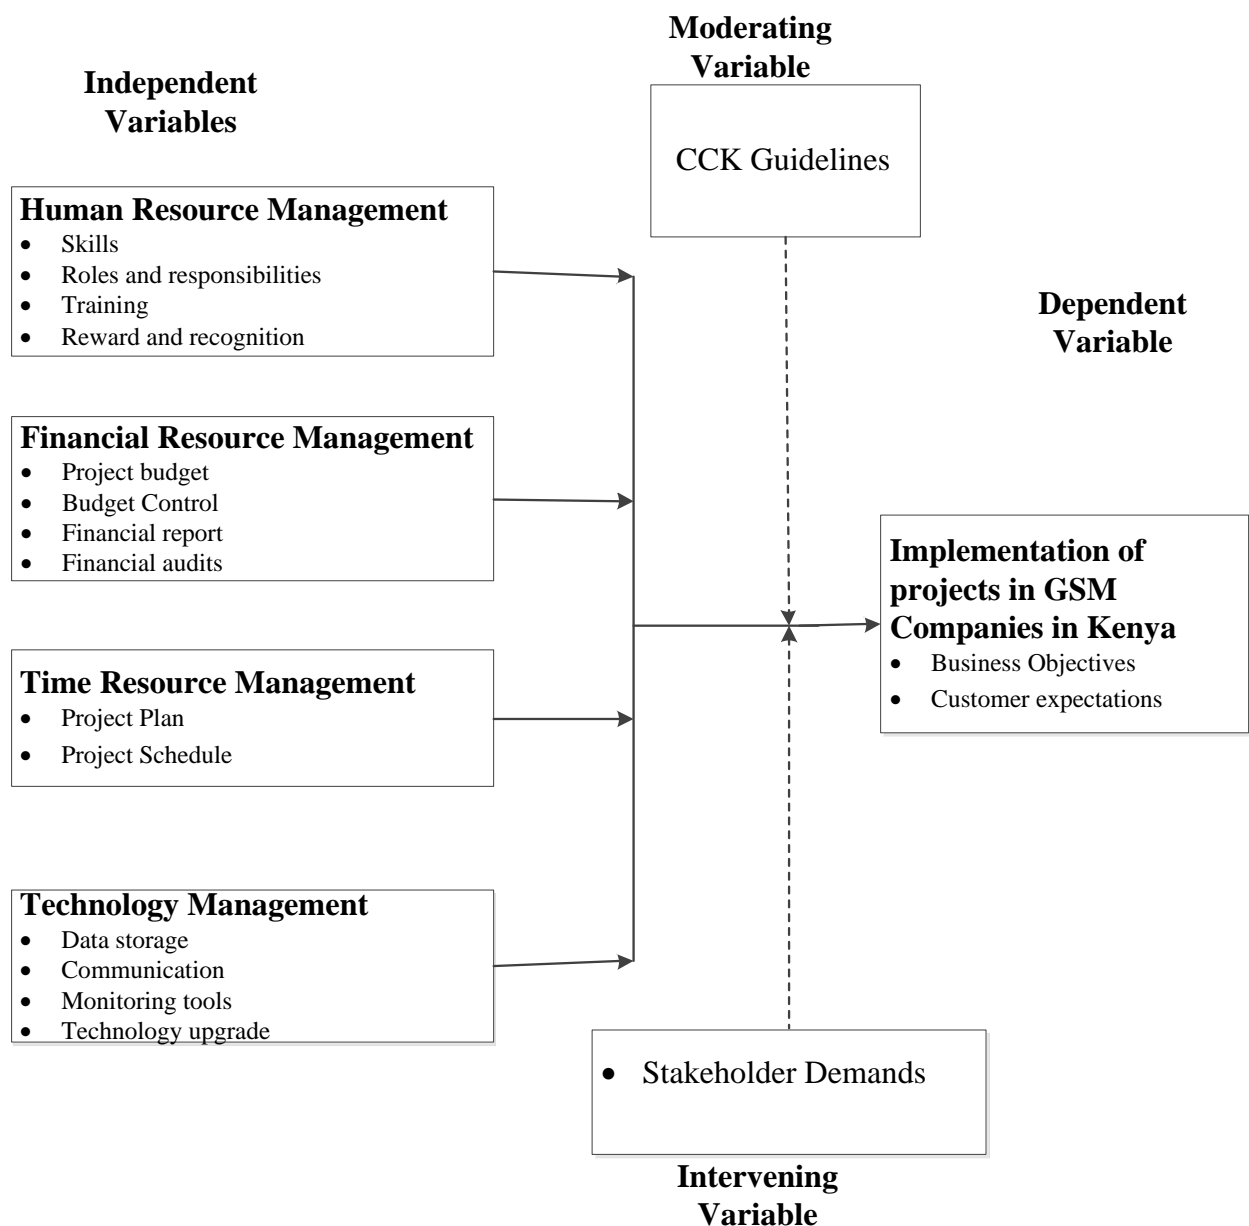 Moderating
Variable
Independent
Variables
CCK Guidelines
Human Resource Management
• Skills
• Roles and responsibilities
• Training
• Reward and recognition
Dependent
Variable
Financial Resource Management
• Project budget
• Budget Control
• Financial report
• Financial audits
Implementation of
projects in GSM
Companies in Kenya
• Business Objectives
• Customer expectations
Time Resource Management
• Project Plan
• Project Schedule
Technology Management
• Data storage
• Communication
• Monitoring tools
• Technology upgrade
• Stakeholder Demands
Intervening
Variable